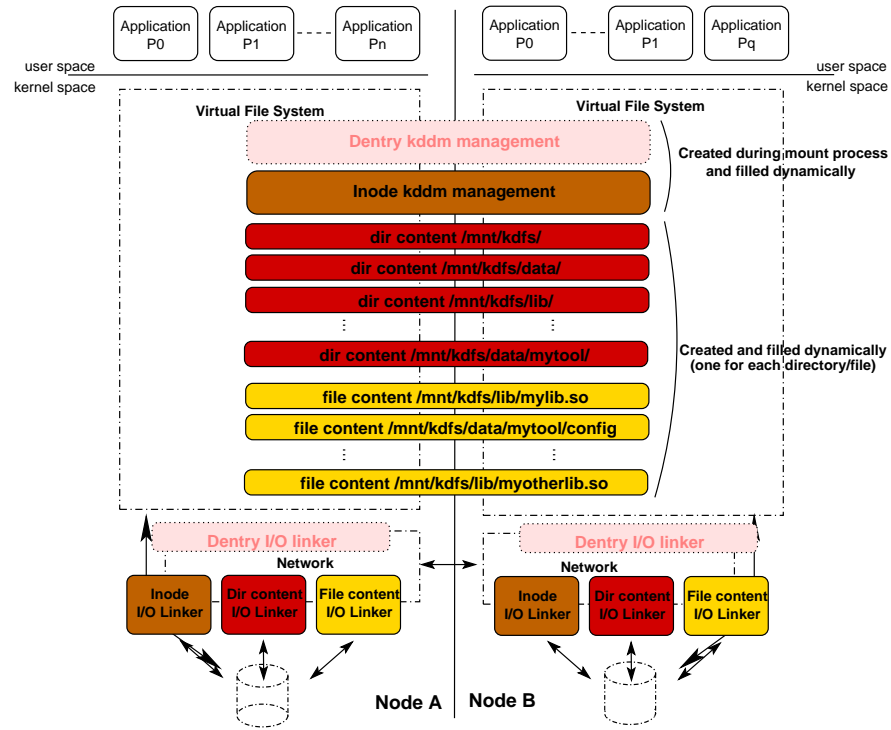 Application
P0
Application
P1
Application
Pn
Application
P0
Application
P1
Application
Pq
user space
kernel space
user space
kernel space
Virtual File System
Virtual File System
Dentry kddm management
Inode kddm management
Created during mount process
and filled dynamically
dir content /mnt/kdfs/
dir content /mnt/kdfs/data/
dir content /mnt/kdfs/lib/
dir content /mnt/kdfs/data/mytool/
Created and filled dynamically
(one for each directory/file)
file content /mnt/kdfs/lib/mylib.so
file content /mnt/kdfs/data/mytool/config
file content /mnt/kdfs/lib/myotherlib.so
Dentry I/O linker
Network
Inode
I/O Linker
Dir content
I/O Linker
File content
I/O Linker
Dentry I/O linker
Network
Inode
I/O Linker
Dir content
I/O Linker
File content
I/O Linker
Node A
Node B